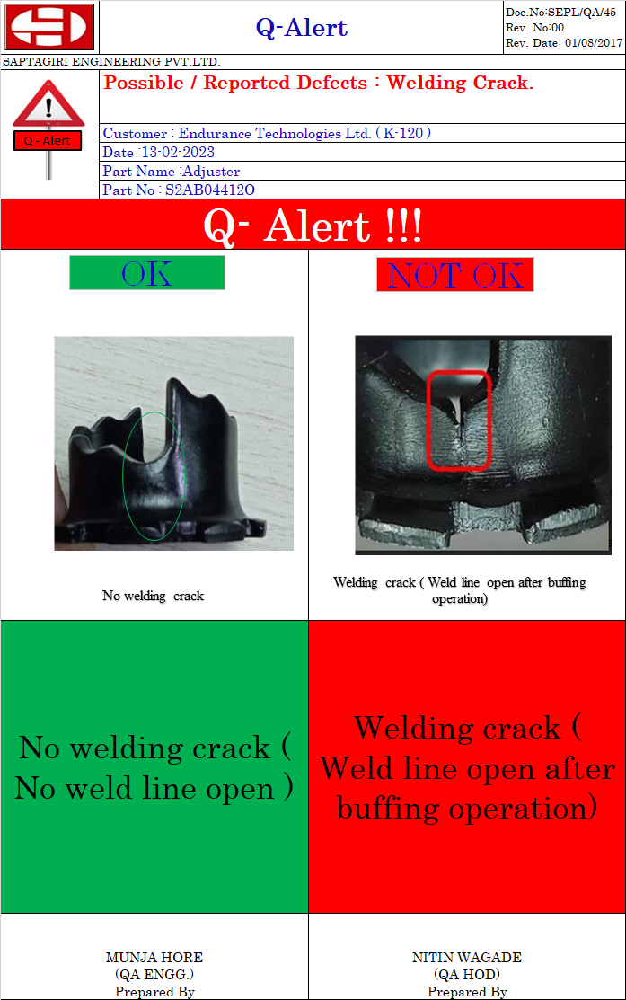 Q-Alert
Doc.No:SEPL/QA/45
Rev. No:00
Rev. Date: 01/08/2017
SAPTAGIRI ENGINEERING PVT.LTD.
Q - Alert
Possible / Reported Defects : Welding Crack.
Customer : Endurance Technologies Ltd. ( K-120 )
Date :13-02-2023
Part Name :Adjuster
Part No : S2AB04412O
Q- Alert !!!
OK
NOT OK
No welding crack
Welding crack ( Weld line open after buffing
operation)
No welding crack (
No weld line open )
Welding crack (
Weld line open after
buffing operation)
MUNJA HORE
(QA ENGG.)
Prepared By
NITIN WAGADE
(QA HOD)
Prepared By